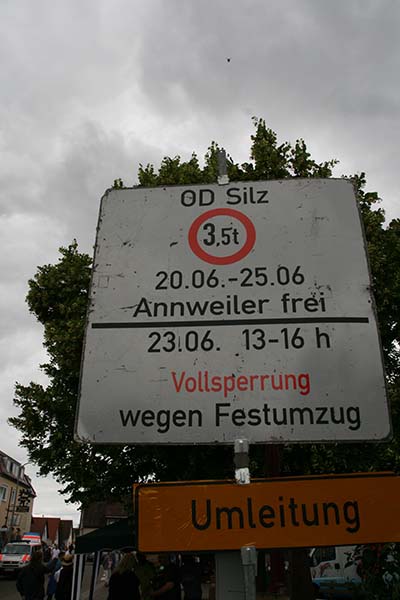 OD Silz
3,5t
20.06.-25.06
Annweiler frei
23.06. 13-16 h
Vollsperrung
wegen Festumzug
Umleitung